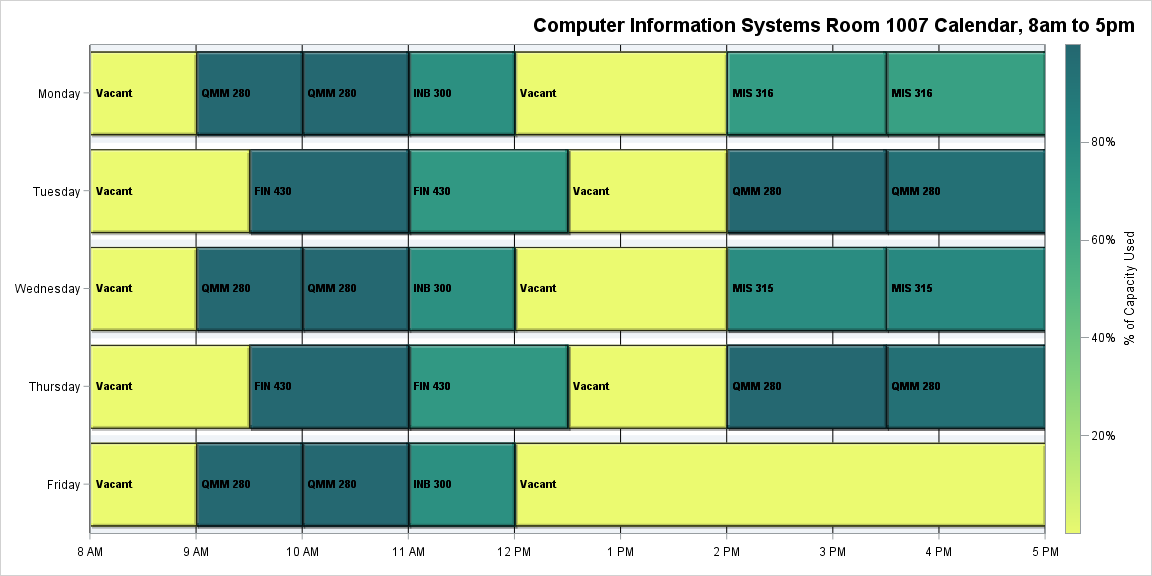 Computer Information Systems Room 1007 Calendar, 8am to 5pm
Monday Vacant QMM 280 QMM 280 INB 300 Vacant MIS 316 MIS 316
Tuesday Vacant FIN 430 FIN 430 Vacant QMM 280 QMM 280
Wednesday Vacant QMM 280 QMM 280 INB 300 Vacant MIS 315 MIS 315
Thursday Vacant FIN 430 FIN 430 Vacant QMM 280 QMM 280
Friday Vacant QMM 280 QMM 280 INB 300 Vacant
8 AM 9 AM 10 AM 11 AM 12 PM 1 PM 2 PM 3 PM 4 PM 5 PM
80%
60%
40%
20%
% of Capacity Used